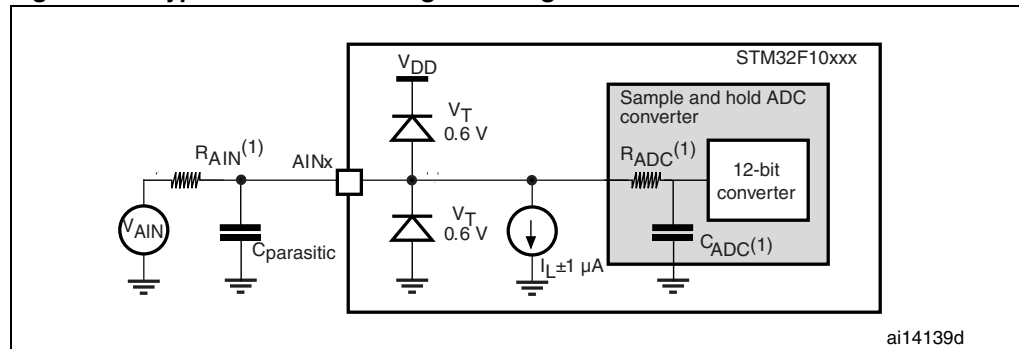 STM32F10xxx
VDD
Sample and hold ADC
converter
VT
0.6 V
RAIN(1)
AINx
RADC(1)
12-bit
converter
VAIN
Cparasitic
VT
0.6 V
IL±1 µA
CADC(1)
ai14139d